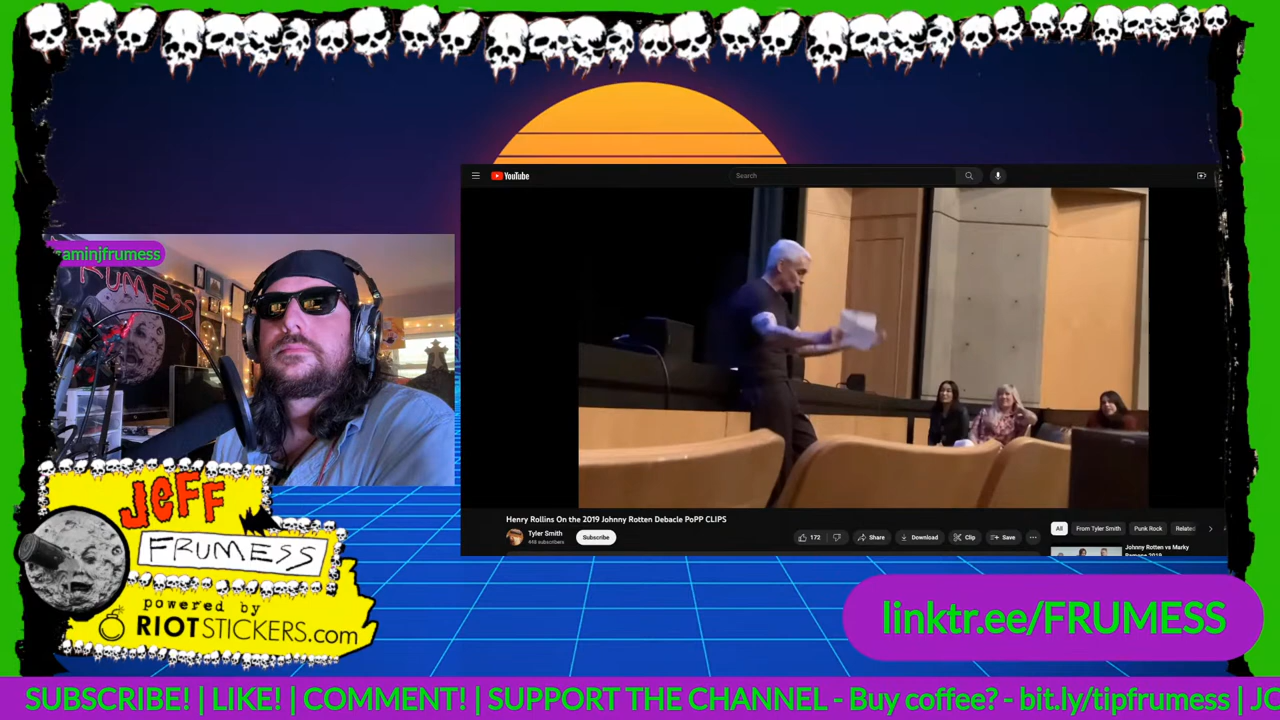 YouTube
Search
aminjfrumess
FRUMESS
Henry Rollins On the 2019 Johnny Rotten Debacle PoPP CLIPS
Tyler Smith
Subscribe
172
Share
Download
Clip
Save
All
From Tyler Smith
Punk Rock
Related
Johnny Rotten vs Marky
JEFF
FRUMESS
powered by
RIOTSTICKERS.com
linktr.ee/FRUMESS
SUBSCRIBE! | LIKE! | COMMENT! | SUPPORT THE CHANNEL - Buy coffee? - bit.ly/tipfrumess | JO